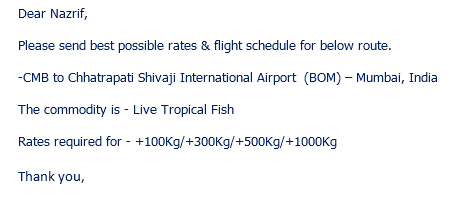 Dear Nazrif,
Please send best possible rates & flight schedule for below route.
-CMB to Chhatrapati Shivaji International Airport  (BOM) – Mumbai, India
The commodity is - Live Tropical Fish
Rates required for - +100Kg/+300Kg/+500Kg/+1000Kg
Thank you,